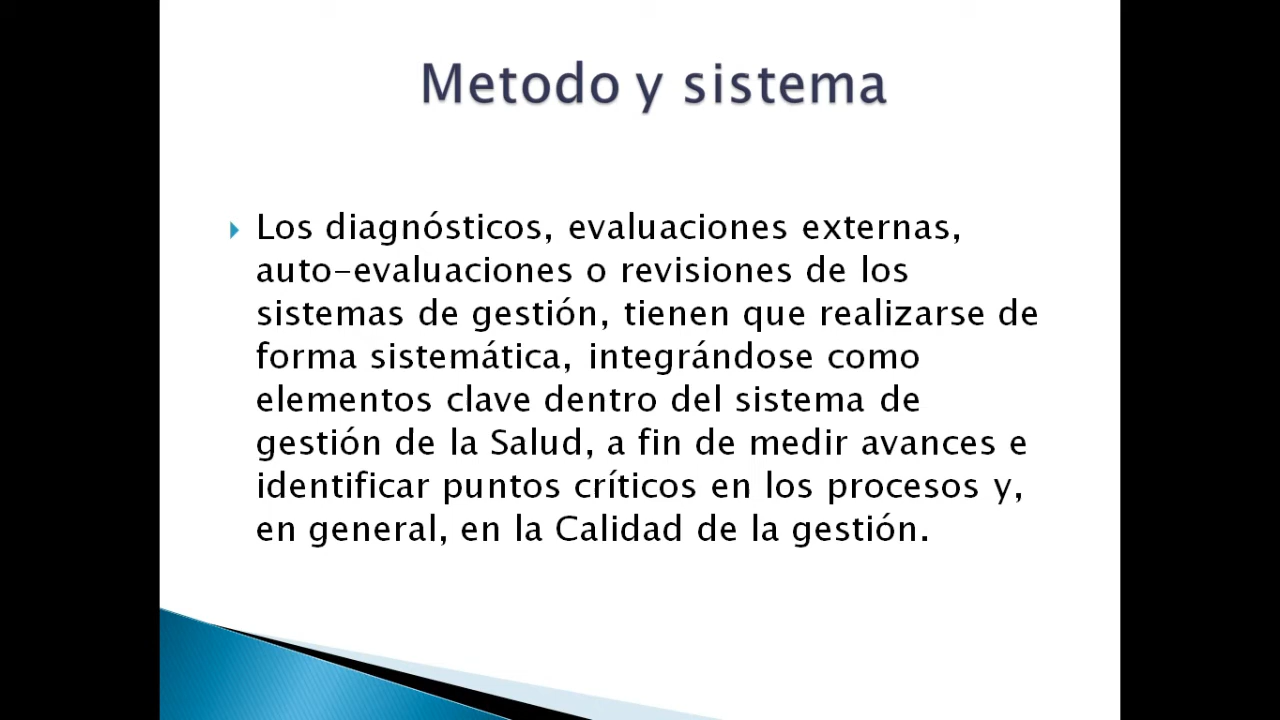 Metodo y sistema
Los diagnósticos, evaluaciones externas,
auto-evaluaciones o revisiones de los
sistemas de gestión, tienen que realizarse de
forma sistemática, integrándose como
elementos clave dentro del sistema de
gestión de la Salud, a fin de medir avances e
identificar puntos críticos en los procesos y,
en general, en la Calidad de la gestión.